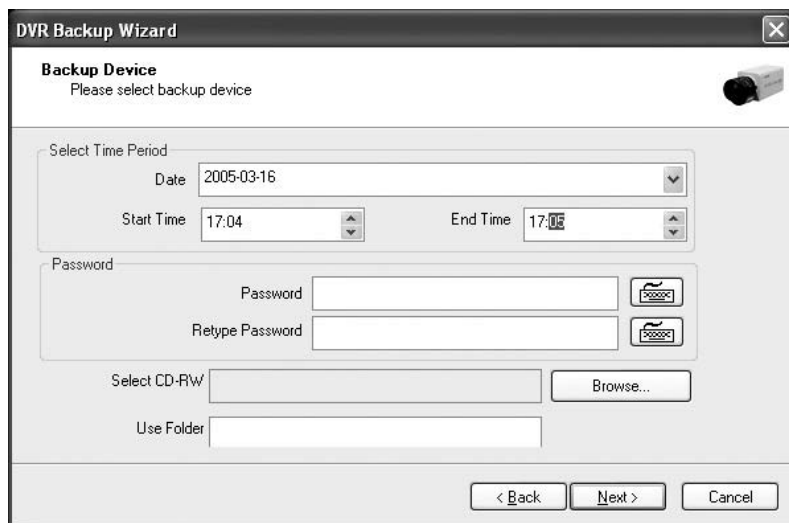 DVR Backup Wizard
Backup Device
Please select backup device
Select Time Period
Date 2005-03-16
Start Time 17:04 End Time 17:05
Password
Password
Retype Password
Select CD-RW Browse...
Use Folder
< Back Next > Cancel